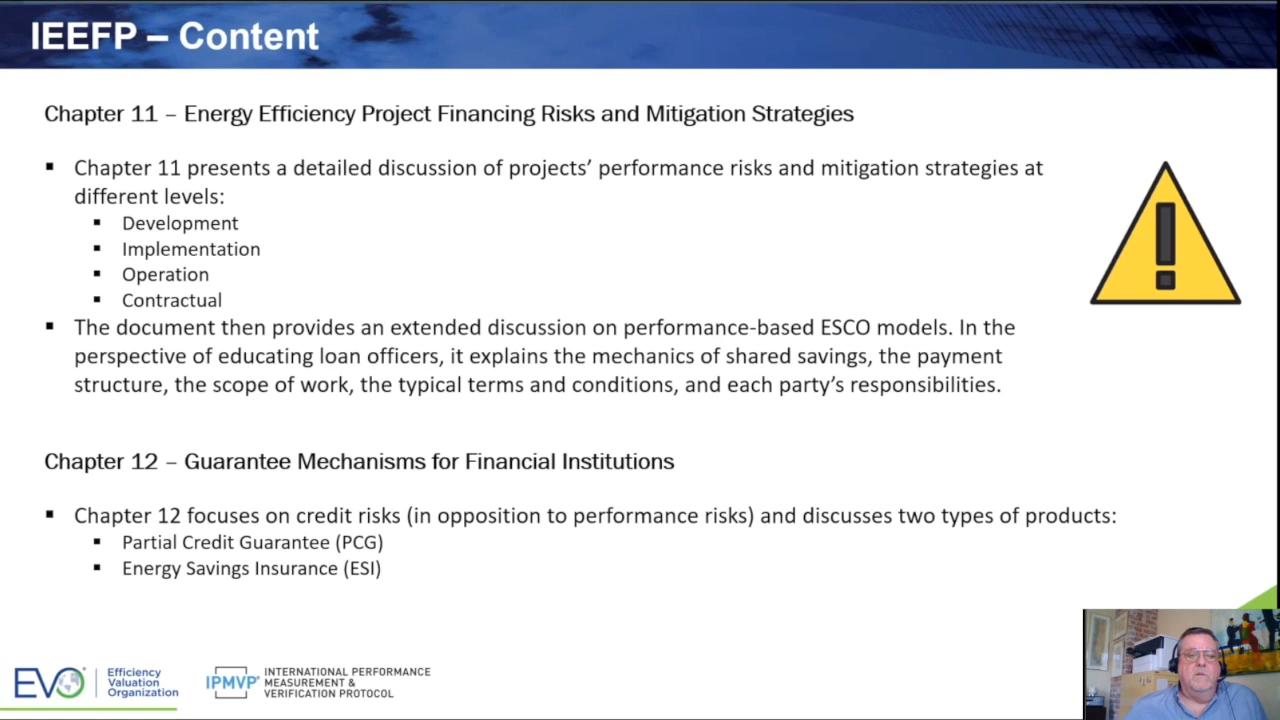 IEEFP – Content
Chapter 11 – Energy Efficiency Project Financing Risks and Mitigation Strategies
▪ Chapter 11 presents a detailed discussion of projects’ performance risks and mitigation strategies at
different levels:
▪ Development
▪ Implementation
▪ Operation
▪ Contractual
▪ The document then provides an extended discussion on performance-based ESCO models. In the
perspective of educating loan officers, it explains the mechanics of shared savings, the payment
structure, the scope of work, the typical terms and conditions, and each party’s responsibilities.
Chapter 12 – Guarantee Mechanisms for Financial Institutions
▪ Chapter 12 focuses on credit risks (in opposition to performance risks) and discusses two types of products:
▪ Partial Credit Guarantee (PCG)
▪ Energy Savings Insurance (ESI)
EVO
Efficiency
Valuation
Organization
IPMVP
INTERNATIONAL PERFORMANCE
MEASUREMENT &
VERIFICATION PROTOCOL